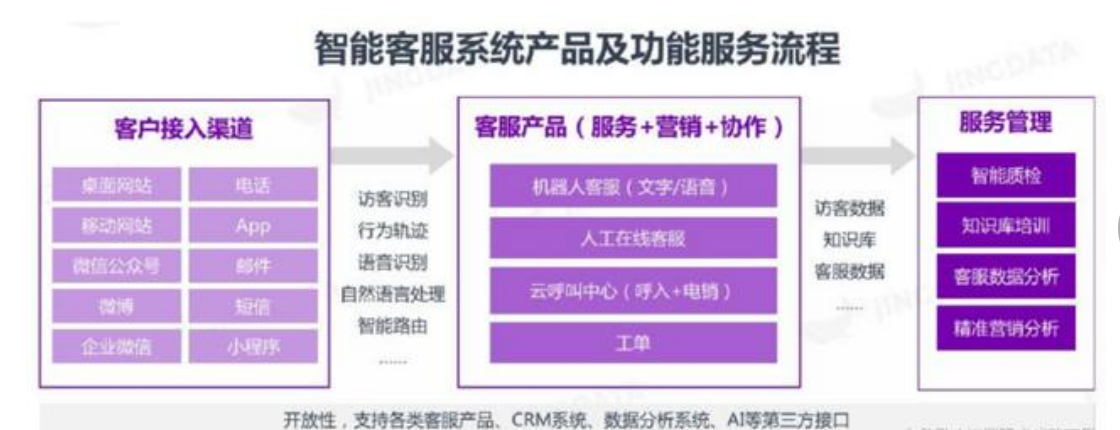 智能客服系统产品及功能服务流程
客户接入渠道
桌面网站
电话
移动网站
App
微信公众号
邮件
微博
短信
企业微信
小程序
访客识别
行为轨迹
语音识别
自然语言处理
智能路由
......
客服产品（服务+营销+协作）
机器人客服（文字/语音）
人工在线客服
云呼叫中心（呼入+电销）
工单
访客数据
知识库
客服数据
......
服务管理
智能质检
知识库培训
客服数据分析
精准营销分析
开放性，支持各类客服产品、CRM系统、数据分析系统、AI等第三方接口
JINGDATA